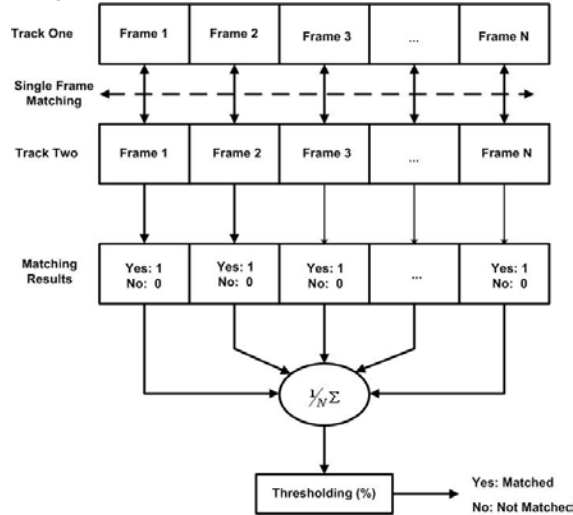 Track One
Frame 1
Frame 2
Frame 3
...
Frame N
Single Frame
Matching
Track Two
Frame 1
Frame 2
Frame 3
...
Frame N
Matching
Results
Yes: 1
No: 0
Yes: 1
No: 0
Yes: 1
No: 0
...
Yes: 1
No: 0
1/N Σ
Thresholding (%)
Yes: Matched
No: Not Matched